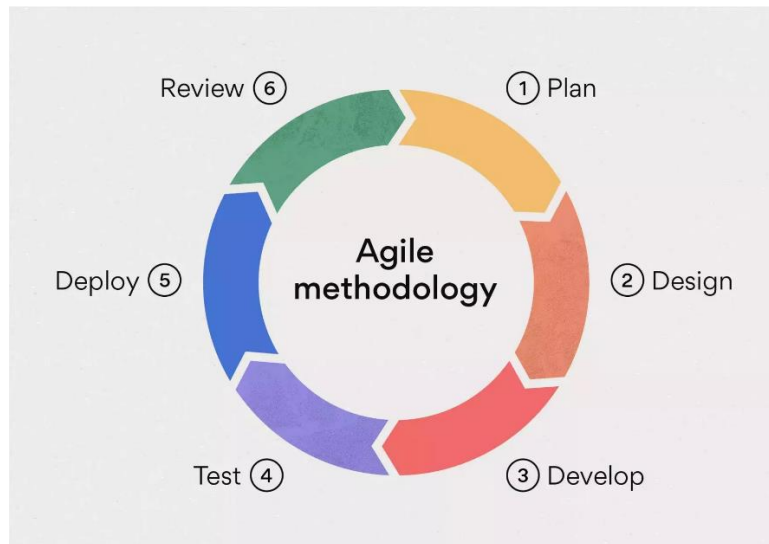 Agile
methodology
1 Plan
2 Design
3 Develop
Test 4
Deploy 5
Review 6